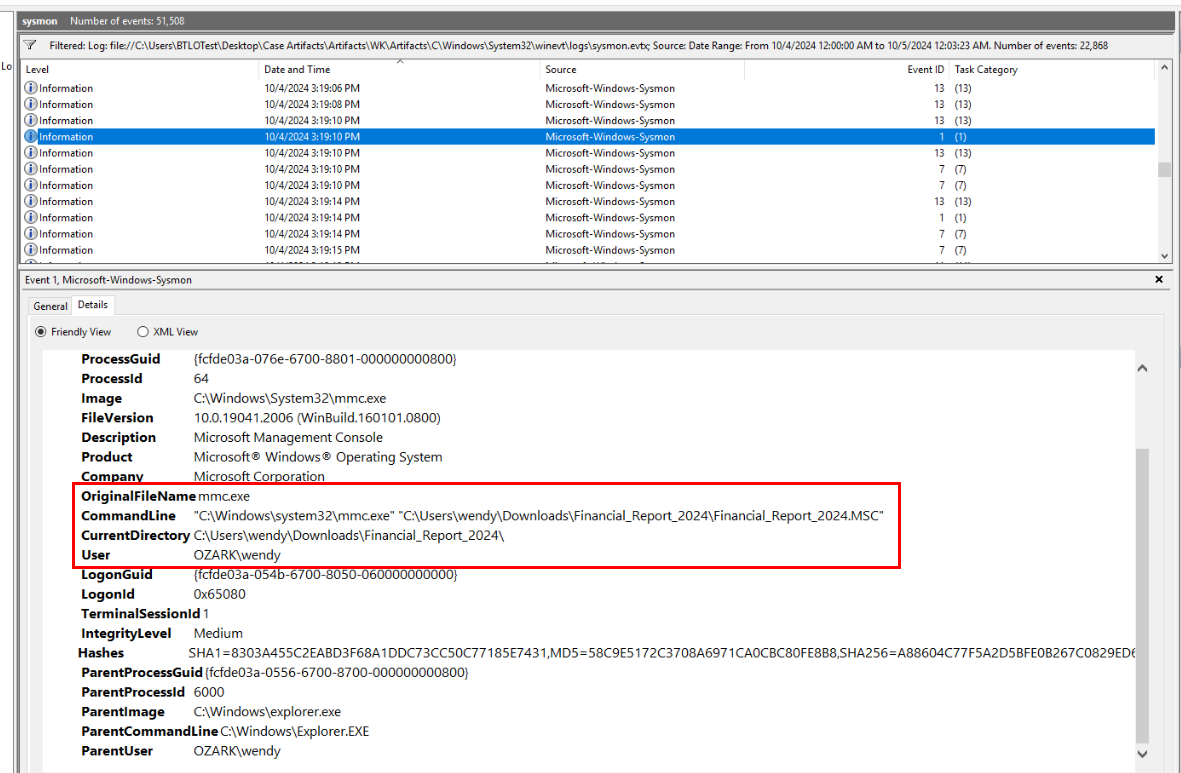 sysmon Number of events: 51,508
Filtered: Log: file://C:\Users\BTLOTest\Desktop\Case Artifacts\Artifacts\WK\Artifacts\C\Windows\System32\winevt\logs\sysmon.evtx; Source: Date Range: From 10/4/2024 12:00:00 AM to 10/5/2024 12:03:23 AM. Number of events: 22,868
Lo
Level Date and Time Source Event ID Task Category
Information 10/4/2024 3:19:06 PM Microsoft-Windows-Sysmon 13 (13)
Information 10/4/2024 3:19:08 PM Microsoft-Windows-Sysmon 13 (13)
Information 10/4/2024 3:19:10 PM Microsoft-Windows-Sysmon 13 (13)
Information 10/4/2024 3:19:10 PM Microsoft-Windows-Sysmon 1 (1)
Information 10/4/2024 3:19:10 PM Microsoft-Windows-Sysmon 13 (13)
Information 10/4/2024 3:19:10 PM Microsoft-Windows-Sysmon 7 (7)
Information 10/4/2024 3:19:10 PM Microsoft-Windows-Sysmon 7 (7)
Information 10/4/2024 3:19:14 PM Microsoft-Windows-Sysmon 13 (13)
Information 10/4/2024 3:19:14 PM Microsoft-Windows-Sysmon 1 (1)
Information 10/4/2024 3:19:14 PM Microsoft-Windows-Sysmon 7 (7)
Information 10/4/2024 3:19:15 PM Microsoft-Windows-Sysmon 7 (7)
Event 1, Microsoft-Windows-Sysmon
General Details
Friendly View XML View
ProcessGuid {fcfde03a-076e-6700-8801-000000000800}
ProcessId 64
Image C:\Windows\System32\mmc.exe
FileVersion 10.0.19041.2006 (WinBuild.160101.0800)
Description Microsoft Management Console
Product Microsoft® Windows® Operating System
Company Microsoft Corporation
OriginalFileName mmc.exe
CommandLine "C:\Windows\system32\mmc.exe" "C:\Users\wendy\Downloads\Financial_Report_2024\Financial_Report_2024.MSC"
CurrentDirectory C:\Users\wendy\Downloads\Financial_Report_2024\
User OZARK\wendy
LogonGuid {fcfde03a-054b-6700-8050-060000000000}
LogonId 0x65080
TerminalSessionId 1
IntegrityLevel Medium
Hashes SHA1=8303A455C2EABD3F68A1DDC73CC50C77185E7431,MD5=58C9E5172C3708A6971CA0CBC80FE8B8,SHA256=A88604C77F5A2D5BFE0B267C0829ED6
ParentProcessGuid {fcfde03a-0556-6700-8700-000000000800}
ParentProcessId 6000
ParentImage C:\Windows\explorer.exe
ParentCommandLine C:\Windows\Explorer.EXE
ParentUser OZARK\wendy